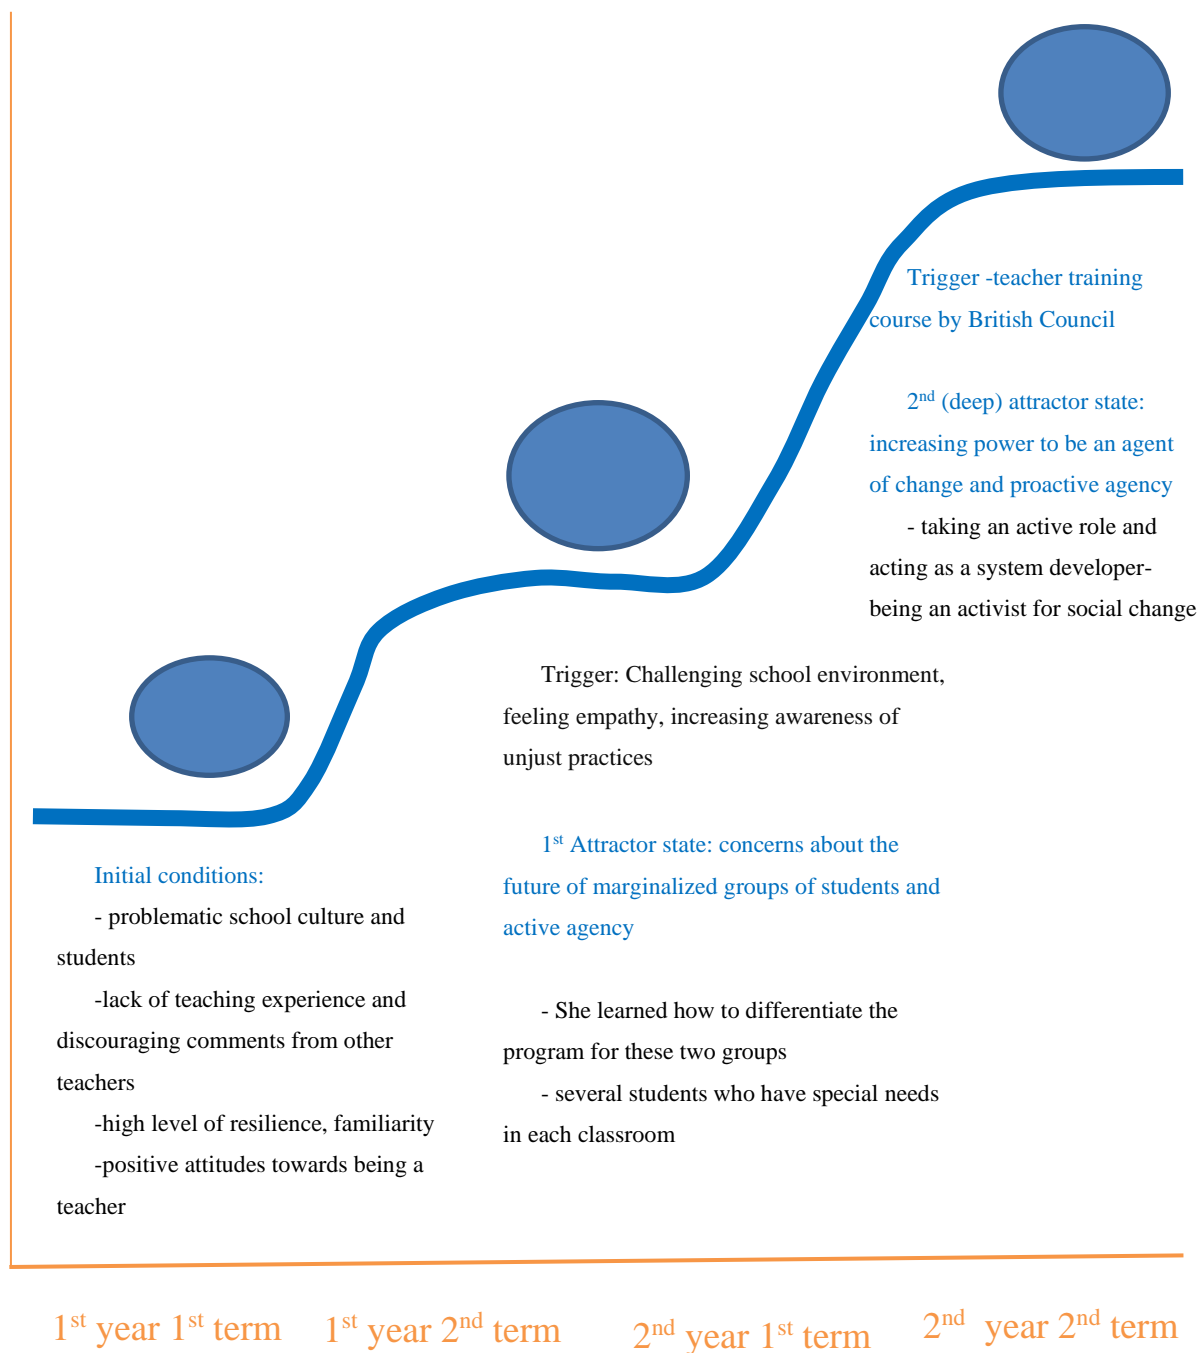 Trigger -teacher training
course by British Council
2nd (deep) attractor state:
increasing power to be an agent
of change and proactive agency
- taking an active role and
acting as a system developer-
being an activist for social change
Trigger: Challenging school environment,
feeling empathy, increasing awareness of
unjust practices
1st Attractor state: concerns about the
future of marginalized groups of students and
active agency
- She learned how to differentiate the
program for these two groups
- several students who have special needs
in each classroom
Initial conditions:
- problematic school culture and
students
-lack of teaching experience and
discouraging comments from other
teachers
-high level of resilience, familiarity
-positive attitudes towards being a
teacher
1st year 1st term
1st year 2nd term
2nd year 1st term
2nd year 2nd term